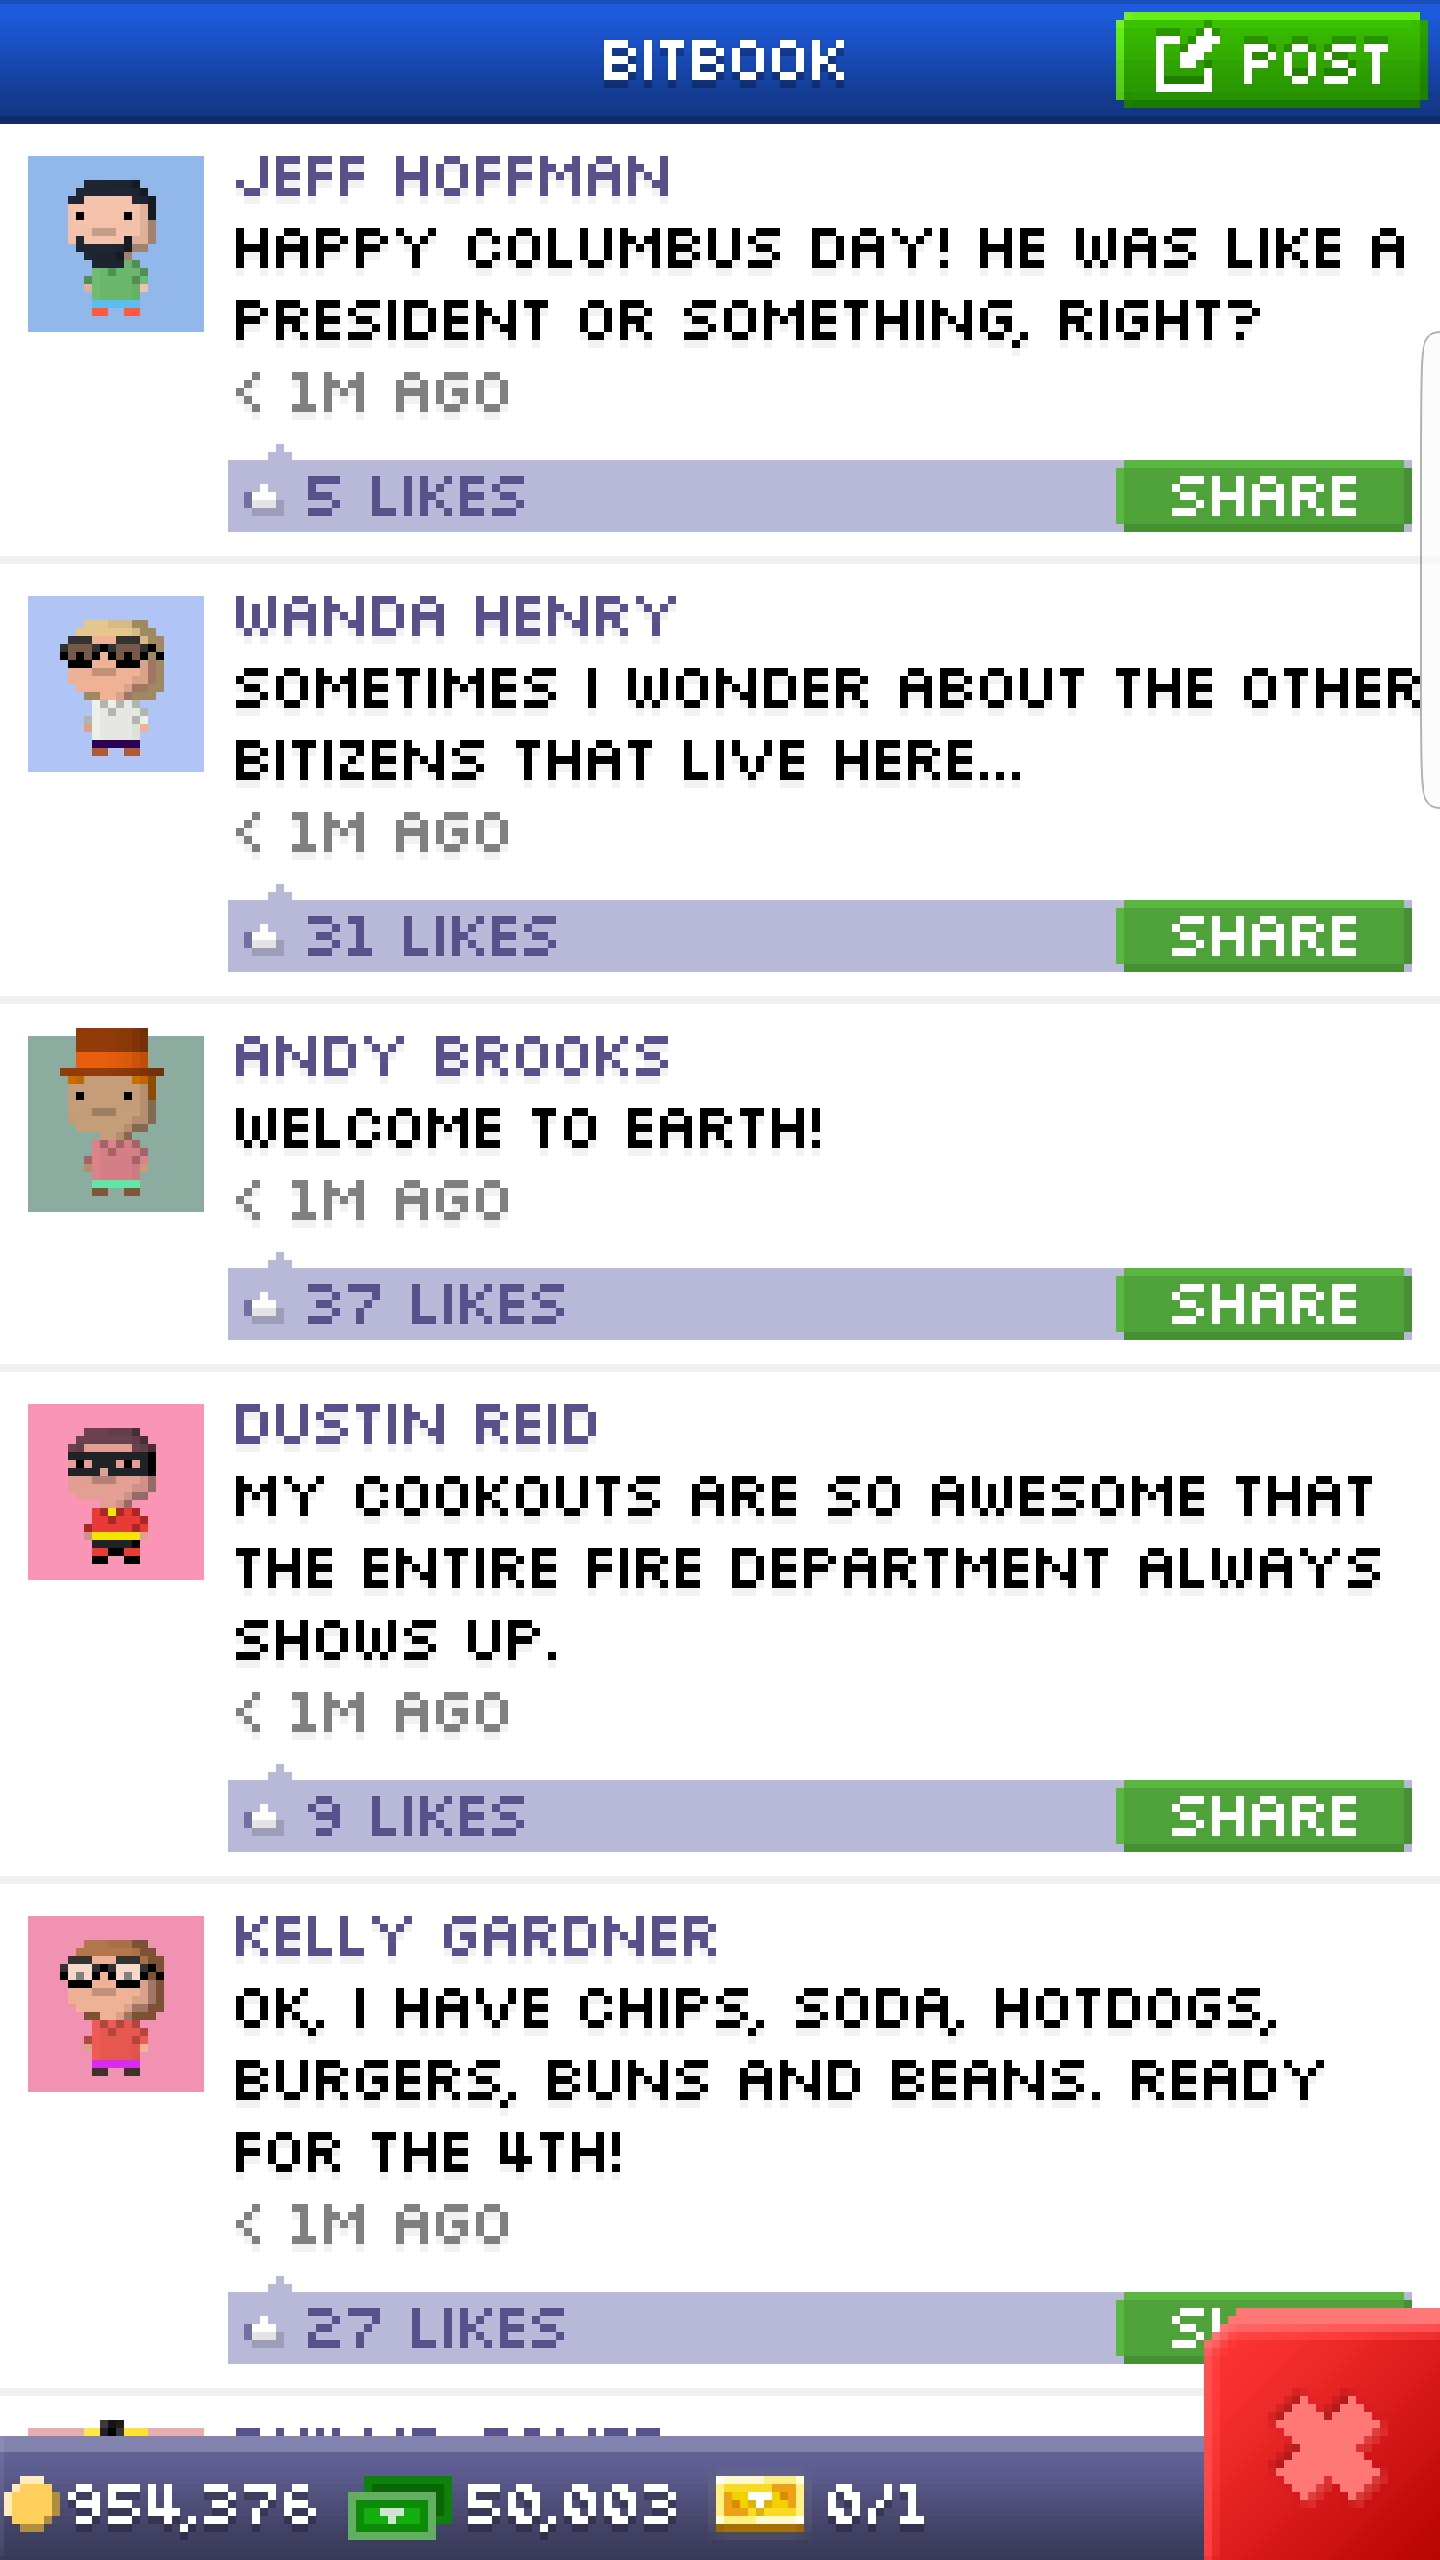 BITBOOK
POST
JEFF HOFFMAN
HAPPY COLUMBUS DAY! HE WAS LIKE A
PRESIDENT OR SOMETHING, RIGHT?
< 1M AGO
5 LIKES
SHARE
WANDA HENRY
SOMETIMES I WONDER ABOUT THE OTHER
BITIZENS THAT LIVE HERE...
< 1M AGO
31 LIKES
SHARE
ANDY BROOKS
WELCOME TO EARTH!
< 1M AGO
37 LIKES
SHARE
DUSTIN REID
MY COOKOUTS ARE SO AWESOME THAT
THE ENTIRE FIRE DEPARTMENT ALWAYS
SHOWS UP.
< 1M AGO
9 LIKES
SHARE
KELLY GARDNER
OK, I HAVE CHIPS, SODA, HOTDOGS,
BURGERS, BUNS AND BEANS. READY
FOR THE 4TH!
< 1M AGO
27 LIKES
954,376
50,003
0/1